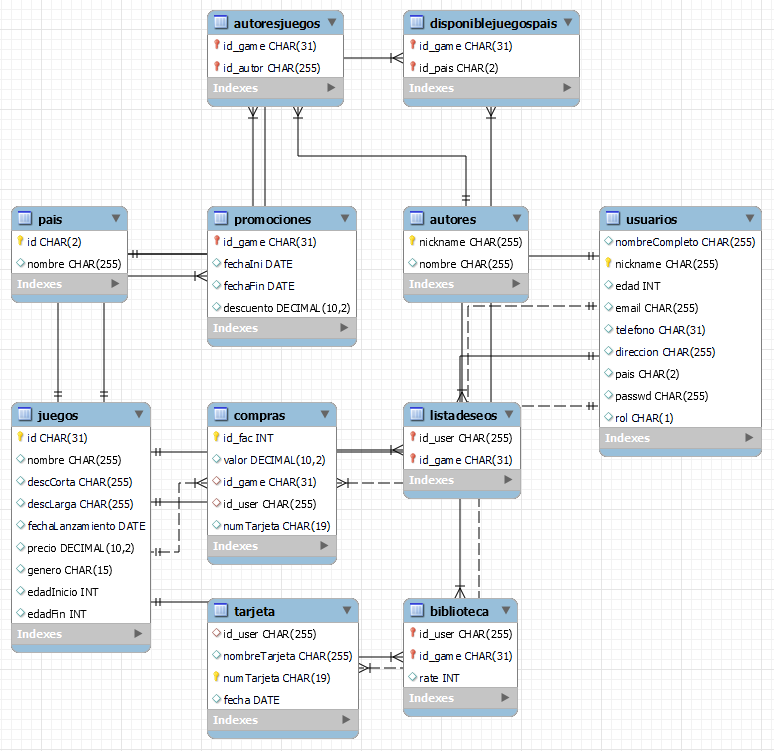 autoresjuegos
id_game CHAR(31)
id_autor CHAR(255)
Indexes
disponiblejuegospais
id_game CHAR(31)
id_pais CHAR(2)
Indexes
pais
id CHAR(2)
nombre CHAR(255)
Indexes
promociones
id_game CHAR(31)
fechaIni DATE
fechaFin DATE
descuento DECIMAL(10,2)
Indexes
autores
nickname CHAR(255)
nombre CHAR(255)
Indexes
usuarios
nombreCompleto CHAR(255)
nickname CHAR(255)
edad INT
email CHAR(255)
telefono CHAR(31)
direccion CHAR(255)
pais CHAR(2)
passwd CHAR(255)
rol CHAR(1)
Indexes
juegos
id CHAR(31)
nombre CHAR(255)
descCorta CHAR(255)
descLarga CHAR(255)
fechaLanzamiento DATE
precio DECIMAL(10,2)
genero CHAR(15)
edadInicio INT
edadFin INT
Indexes
compras
id_fac INT
valor DECIMAL(10,2)
id_game CHAR(31)
id_user CHAR(255)
numTarjeta CHAR(19)
Indexes
listadeseos
id_user CHAR(255)
id_game CHAR(31)
Indexes
tarjeta
id_user CHAR(255)
nombreTarjeta CHAR(255)
numTarjeta CHAR(19)
fecha DATE
Indexes
biblioteca
id_user CHAR(255)
id_game CHAR(31)
rate INT
Indexes